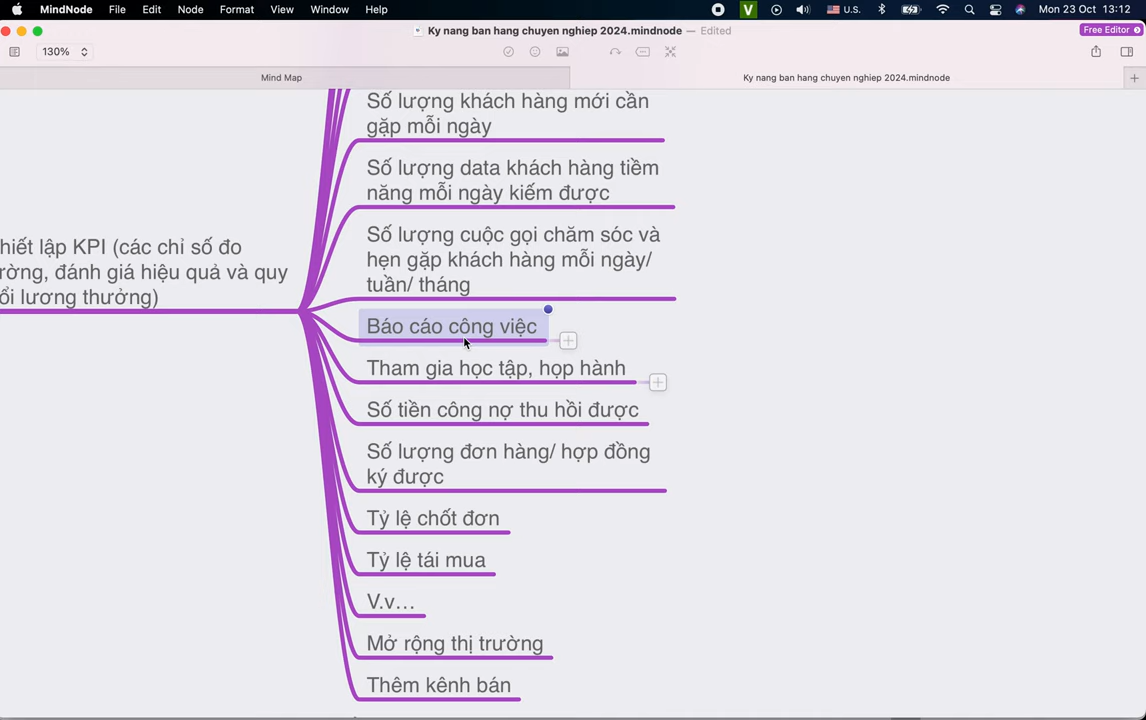 MindNode File Edit Node Format View Window Help
V
U.S.
Mon 23 Oct 13:12
Ky nang ban hang chuyen nghiep 2024.mindnode — Edited
Free Editor
130%
Mind Map
Ky nang ban hang chuyen nghiep 2024.mindnode
Số lượng khách hàng mới cần
gặp mỗi ngày
Số lượng data khách hàng tiềm
năng mỗi ngày kiếm được
Số lượng cuộc gọi chăm sóc và
hẹn gặp khách hàng mỗi ngày/
tuần/ tháng
hiết lập KPI (các chỉ số đo
rờng, đánh giá hiệu quả và quy
ổi lương thưởng)
Báo cáo công việc
Tham gia học tập, họp hành
Số tiền công nợ thu hồi được
Số lượng đơn hàng/ hợp đồng
ký được
Tỷ lệ chốt đơn
Tỷ lệ tái mua
V.v...
Mở rộng thị trường
Thêm kênh bán